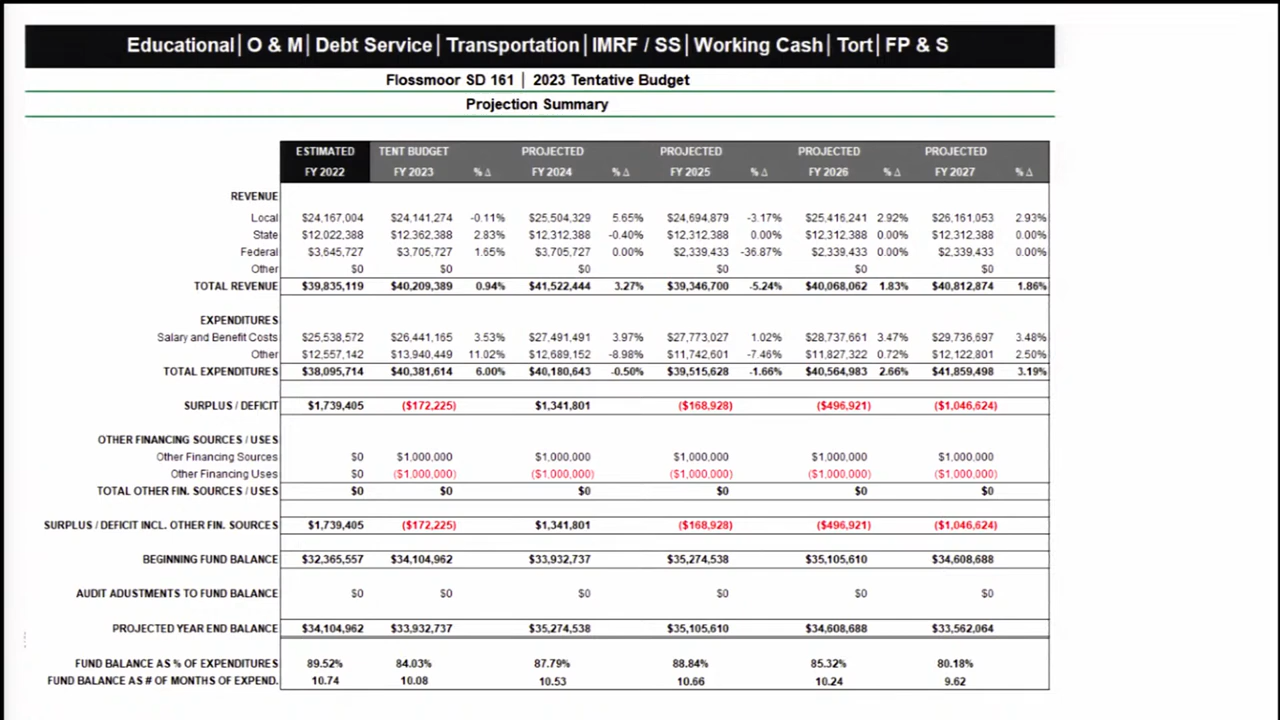 Educational| O & M| Debt Service| Transportation| IMRF / SS| Working Cash| Tort| FP & S
Flossmoor SD 161 | 2023 Tentative Budget
Projection Summary
ESTIMATED TENT BUDGET PROJECTED PROJECTED PROJECTED PROJECTED
FY 2022 FY 2023 % Δ FY 2024 % Δ FY 2025 % Δ FY 2026 % Δ FY 2027 % Δ
REVENUE
Local $24,167,004 $24,141,274 -0.11% $25,504,329 5.65% $24,694,879 -3.17% $25,416,241 2.92% $26,161,053 2.93%
State $12,022,388 $12,362,388 2.83% $12,312,388 -0.40% $12,312,388 0.00% $12,312,388 0.00% $12,312,388 0.00%
Federal $3,645,727 $3,705,727 1.65% $3,705,727 0.00% $2,339,433 -36.87% $2,339,433 0.00% $2,339,433 0.00%
Other $0 $0 $0 $0 $0 $0
TOTAL REVENUE $39,835,119 $40,209,389 0.94% $41,522,444 3.27% $39,346,700 -5.24% $40,068,062 1.83% $40,812,874 1.86%
EXPENDITURES
Salary and Benefit Costs $25,538,572 $26,441,165 3.53% $27,491,491 3.97% $27,773,027 1.02% $28,737,661 3.47% $29,736,697 3.48%
Other $12,557,142 $13,940,449 11.02% $12,689,152 -8.98% $11,742,601 -7.46% $11,827,322 0.72% $12,122,801 2.50%
TOTAL EXPENDITURES $38,095,714 $40,381,614 6.00% $40,180,643 -0.50% $39,515,628 -1.66% $40,564,983 2.66% $41,859,498 3.19%
SURPLUS / DEFICIT $1,739,405 ($172,225) $1,341,801 ($168,928) ($496,921) ($1,046,624)
OTHER FINANCING SOURCES / USES
Other Financing Sources $0 $1,000,000 $1,000,000 $1,000,000 $1,000,000 $1,000,000
Other Financing Uses $0 ($1,000,000) ($1,000,000) ($1,000,000) ($1,000,000) ($1,000,000)
TOTAL OTHER FIN. SOURCES / USES $0 $0 $0 $0 $0 $0
SURPLUS / DEFICIT INCL. OTHER FIN. SOURCES $1,739,405 ($172,225) $1,341,801 ($168,928) ($496,921) ($1,046,624)
BEGINNING FUND BALANCE $32,365,557 $34,104,962 $33,932,737 $35,274,538 $35,105,610 $34,608,688
AUDIT ADUSTMENTS TO FUND BALANCE $0 $0 $0 $0 $0 $0
PROJECTED YEAR END BALANCE $34,104,962 $33,932,737 $35,274,538 $35,105,610 $34,608,688 $33,562,064
FUND BALANCE AS % OF EXPENDITURES 89.52% 84.03% 87.79% 88.84% 85.32% 80.18%
FUND BALANCE AS # OF MONTHS OF EXPEND. 10.74 10.08 10.53 10.66 10.24 9.62